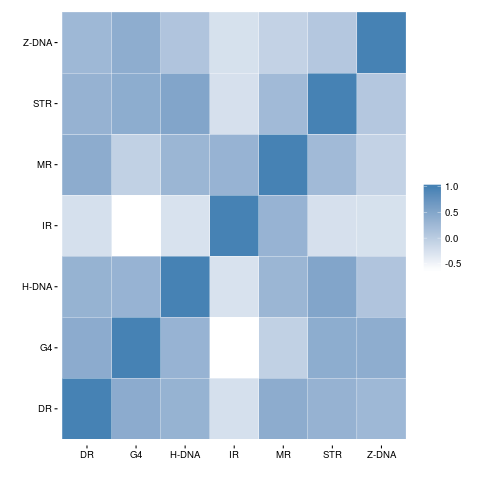 Z-DNA
STR
MR
IR
H-DNA
G4
DR
DR G4 H-DNA IR MR STR Z-DNA
1.0
0.5
0.0
-0.5